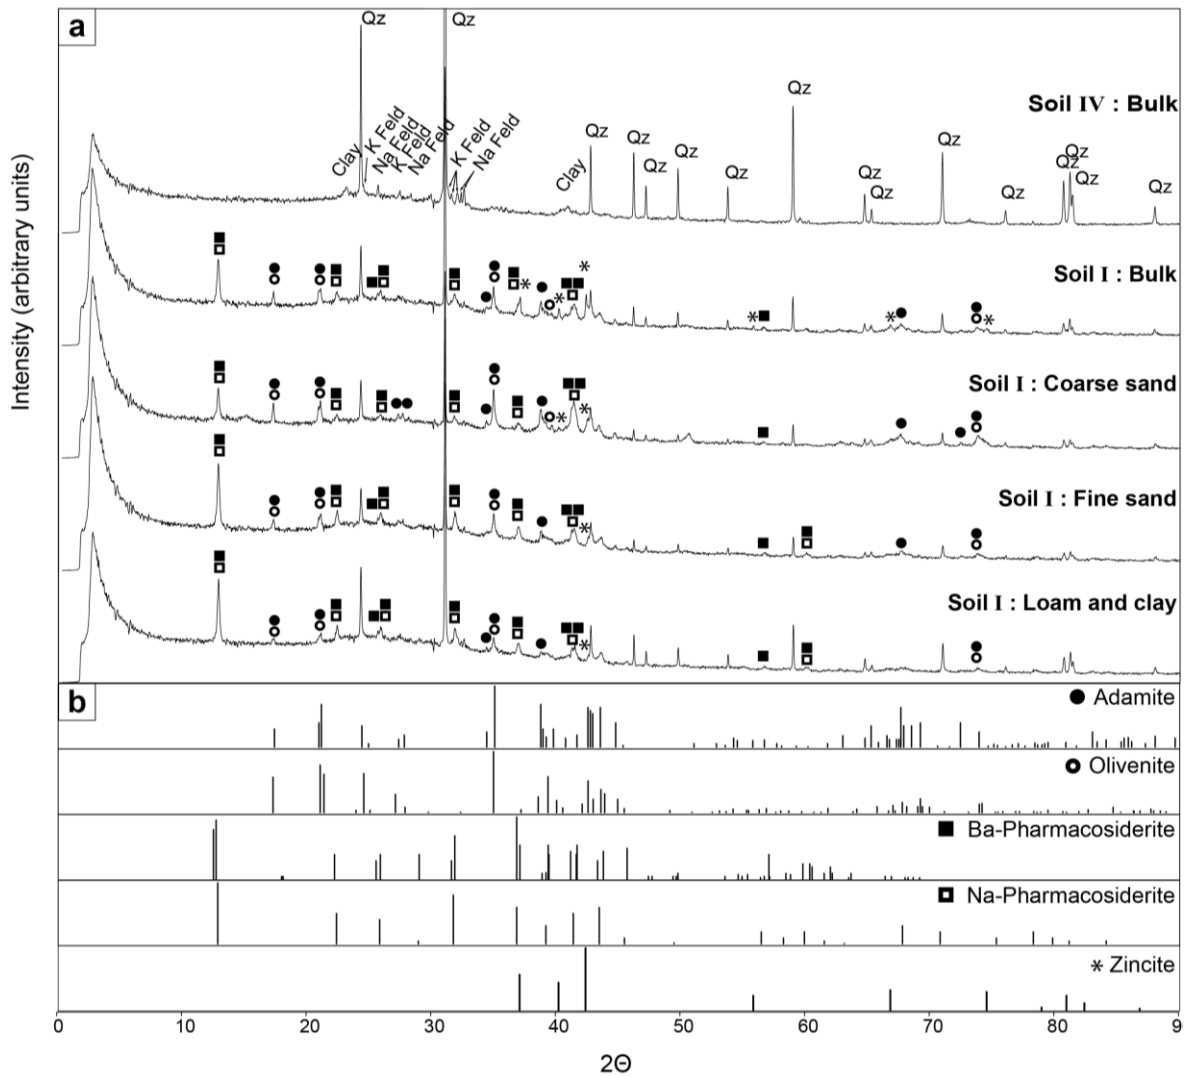 a
Qz
Qz
Clay
K Feld
Na Feld
K Feld
Na Feld
K Feld
Na Feld
Clay
Qz
Qz
Qz
Qz
Qz
Qz
Qz
Qz
Qz
Qz
Qz
Qz
Qz
Qz
Soil IV : Bulk
Soil I : Bulk
Soil I : Coarse sand
Soil I : Fine sand
Soil I : Loam and clay
Intensity (arbitrary units)
b
Adamite
Olivenite
Ba-Pharmacosiderite
Na-Pharmacosiderite
* Zincite
0 10 20 30 40 50 60 70 80 9
2Θ